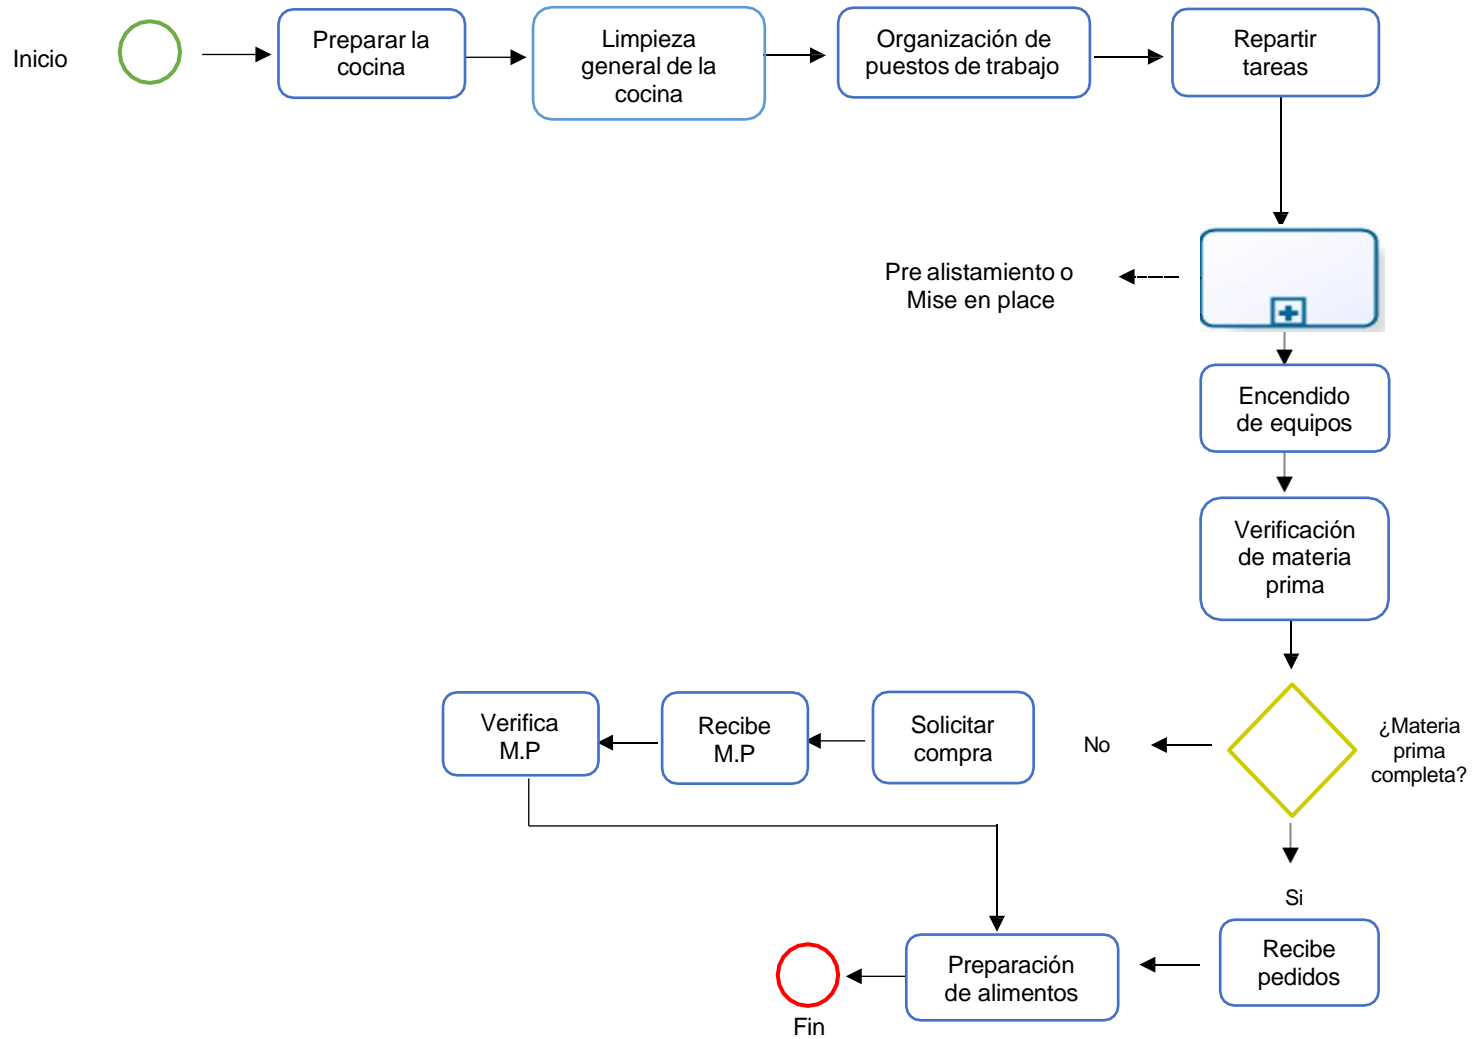 Inicio
Preparar la
cocina
Limpieza
general de la
cocina
Organización de
puestos de trabajo
Repartir
tareas
Pre alistamiento o
Mise en place
Encendido
de equipos
Verificación
de materia
prima
¿Materia
prima
completa?
No
Solicitar
compra
Recibe
M.P
Verifica
M.P
Si
Recibe
pedidos
Preparación
de alimentos
Fin